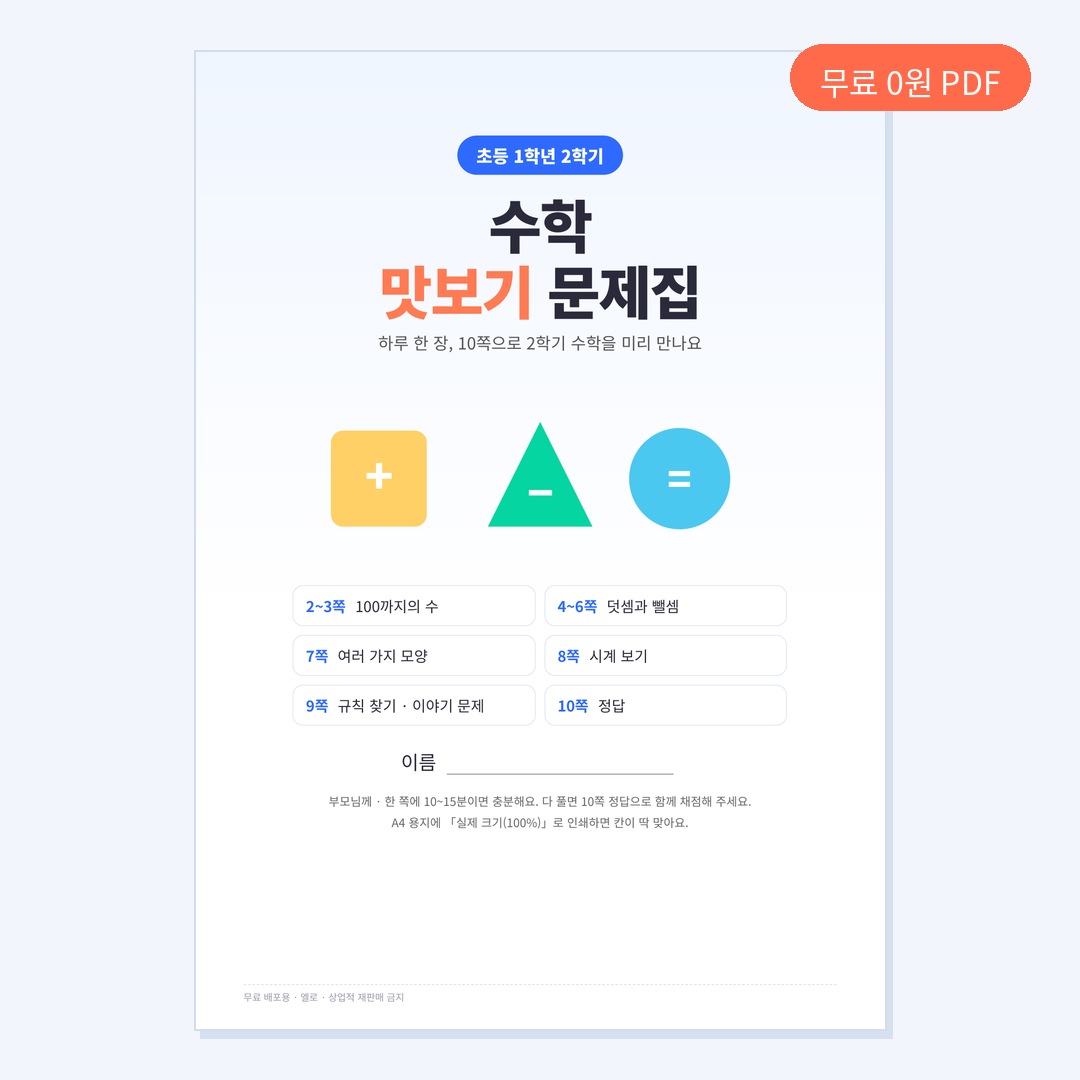 무료 0원 PDF
초등 1학년 2학기
수학
맛보기 문제집
하루 한 장, 10쪽으로 2학기 수학을 미리 만나요
+ − =
2~3쪽 100까지의 수
4~6쪽 덧셈과 뺄셈
7쪽 여러 가지 모양
8쪽 시계 보기
9쪽 규칙 찾기 · 이야기 문제
10쪽 정답
이름
부모님께 · 한 쪽에 10~15분이면 충분해요. 다 풀면 10쪽 정답으로 함께 채점해 주세요.
A4 용지에 「실제 크기(100%)」로 인쇄하면 칸이 딱 맞아요.
무료 배포용 · 엘로 · 상업적 재판매 금지